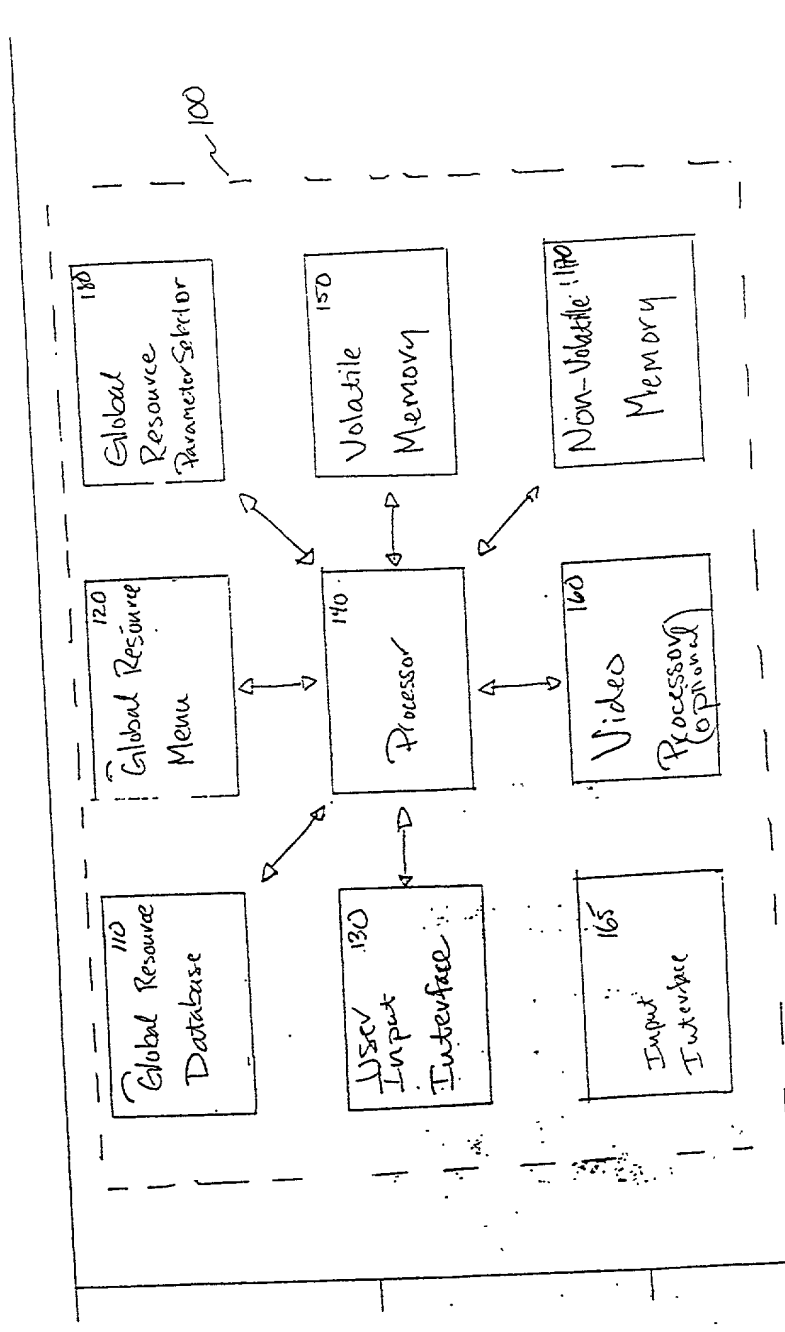 100
110
Global Resource
Database
120
Global Resource
Menu
180
Global
Resource
Parameter Selector
130
User
Input
Interface
140
Processor
150
Volatile
Memory
165
Input
Interface
160
Video
Processor
(optional)
Non-Volatile
Memory